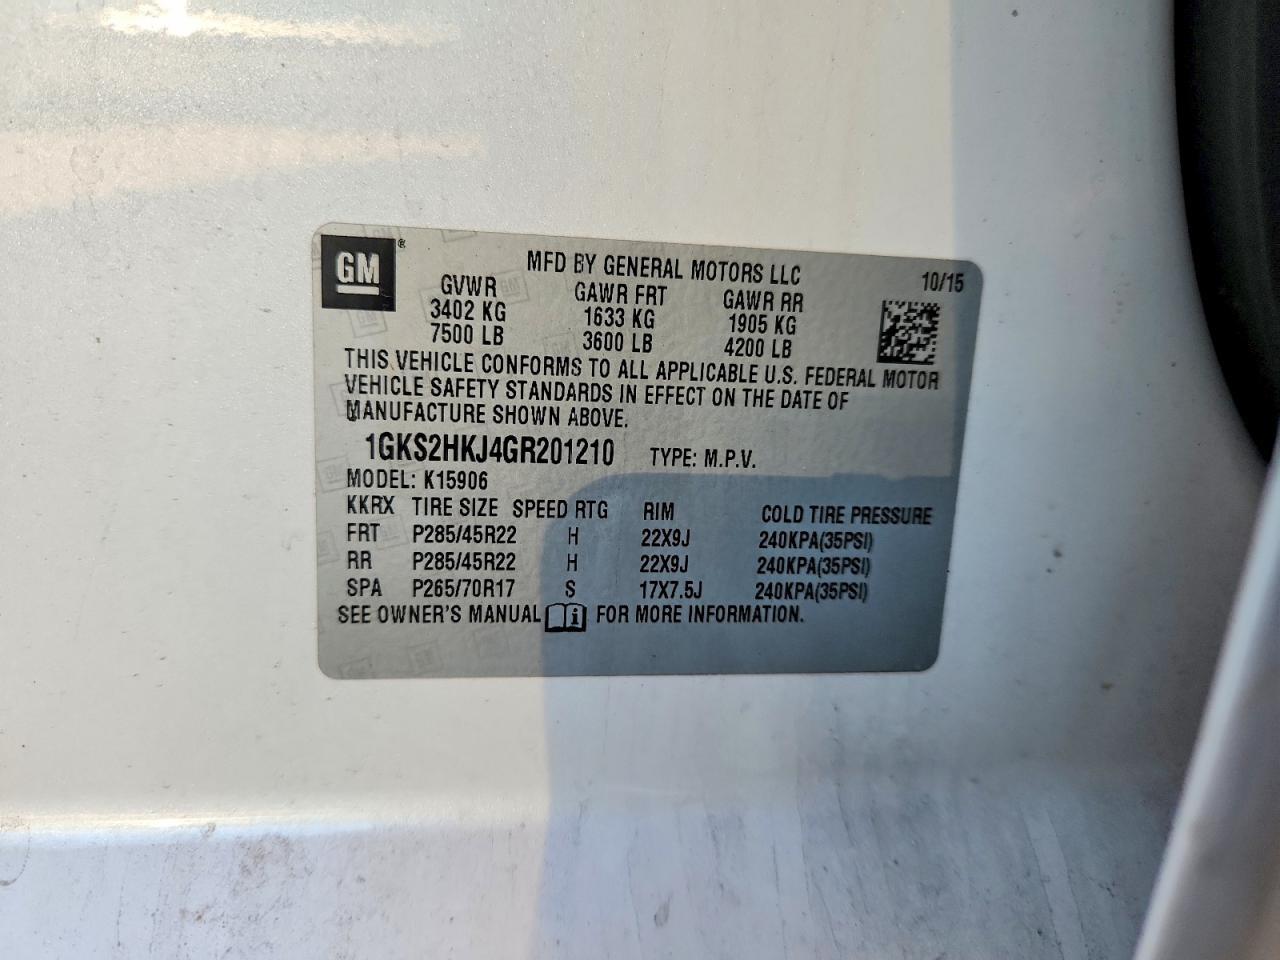 GM®
MFD BY GENERAL MOTORS LLC 10/15
GVWR GAWR FRT GAWR RR
3402 KG 1633 KG 1905 KG
7500 LB 3600 LB 4200 LB
THIS VEHICLE CONFORMS TO ALL APPLICABLE U.S. FEDERAL MOTOR
VEHICLE SAFETY STANDARDS IN EFFECT ON THE DATE OF
MANUFACTURE SHOWN ABOVE.
1GKS2HKJ4GR201210 TYPE: M.P.V.
MODEL: K15906
KKRX TIRE SIZE SPEED RTG RIM COLD TIRE PRESSURE
FRT P285/45R22 H 22X9J 240KPA(35PSI)
RR P285/45R22 H 22X9J 240KPA(35PSI)
SPA P265/70R17 S 17X7.5J 240KPA(35PSI)
SEE OWNER'S MANUAL FOR MORE INFORMATION.